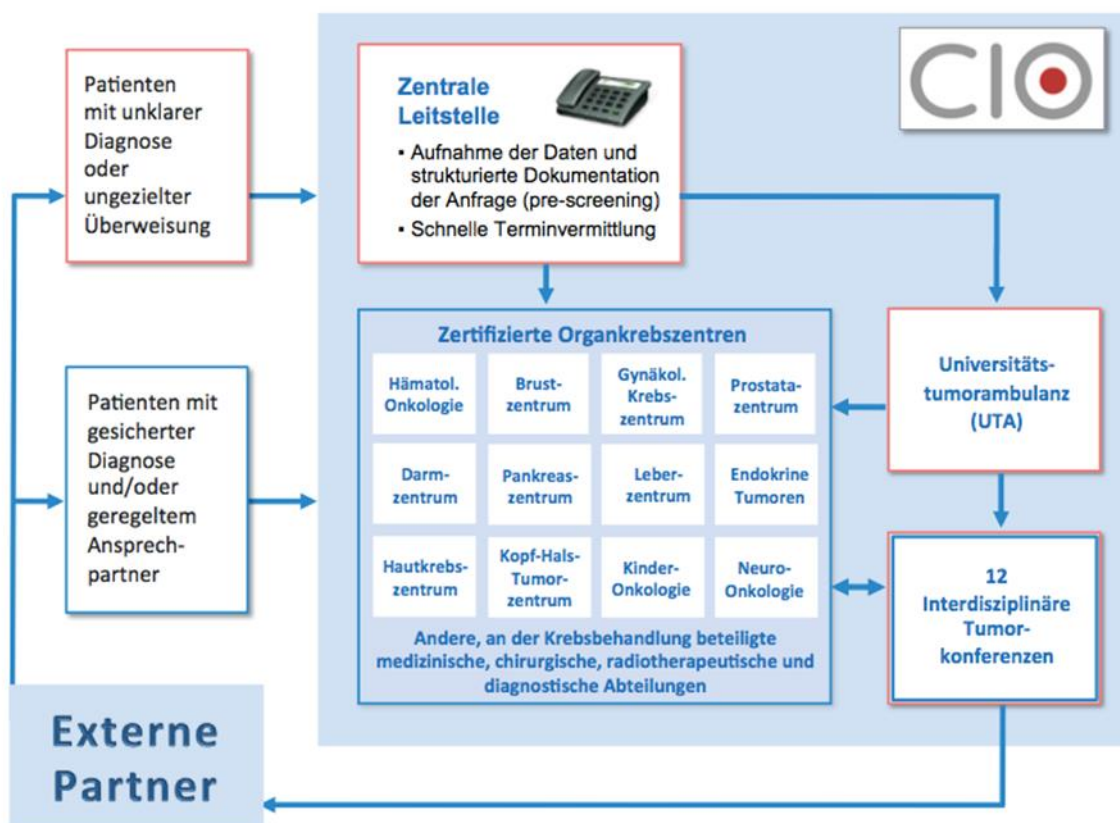 Patienten
mit unklarer
Diagnose
oder
ungezielter
Überweisung
Patienten mit
gesicherter
Diagnose
und/oder
geregeltem
Ansprech-
partner
Externe
Partner
Zentrale
Leitstelle
▪ Aufnahme der Daten und
strukturierte Dokumentation
der Anfrage (pre-screening)
▪ Schnelle Terminvermittlung
CIO
Zertifizierte Organkrebszentren
Hämatol.
Onkologie
Brust-
zentrum
Gynäkol.
Krebs-
zentrum
Prostata-
zentrum
Darm-
zentrum
Pankreas-
zentrum
Leber-
zentrum
Endokrine
Tumoren
Hautkrebs-
zentrum
Kopf-Hals-
Tumor-
zentrum
Kinder-
Onkologie
Neuro-
Onkologie
Andere, an der Krebsbehandlung beteiligte
medizinische, chirurgische, radiotherapeutische und
diagnostische Abteilungen
Universitäts-
tumorambulanz
(UTA)
12
Interdisziplinäre
Tumor-
konferenzen